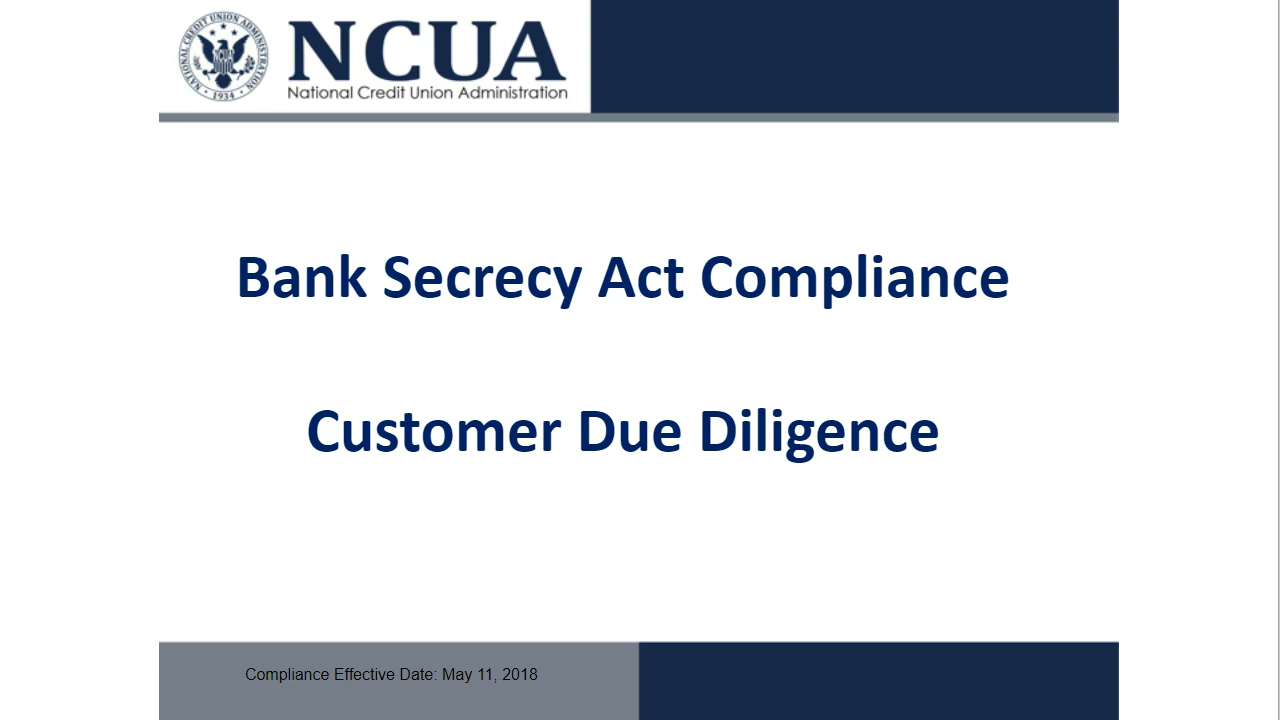 NATIONAL CREDIT UNION ADMINISTRATION
1934
NCUA
National Credit Union Administration
Bank Secrecy Act Compliance
Customer Due Diligence
Compliance Effective Date: May 11, 2018